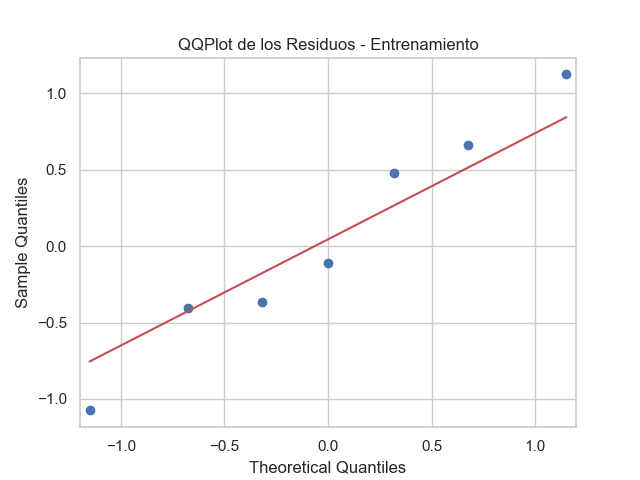 QQPlot de los Residuos - Entrenamiento
1.0
0.5
0.0
−0.5
−1.0
Sample Quantiles
−1.0 −0.5 0.0 0.5 1.0
Theoretical Quantiles